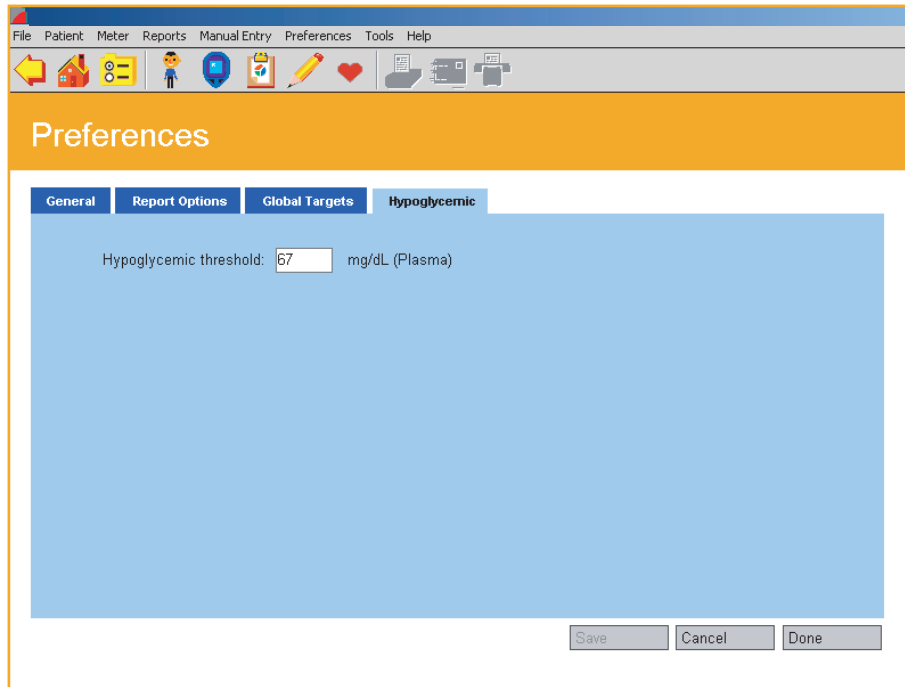 File Patient Meter Reports Manual Entry Preferences Tools Help
Preferences
General Report Options Global Targets Hypoglycemic
Hypoglycemic threshold: 67 mg/dL (Plasma)
Save Cancel Done